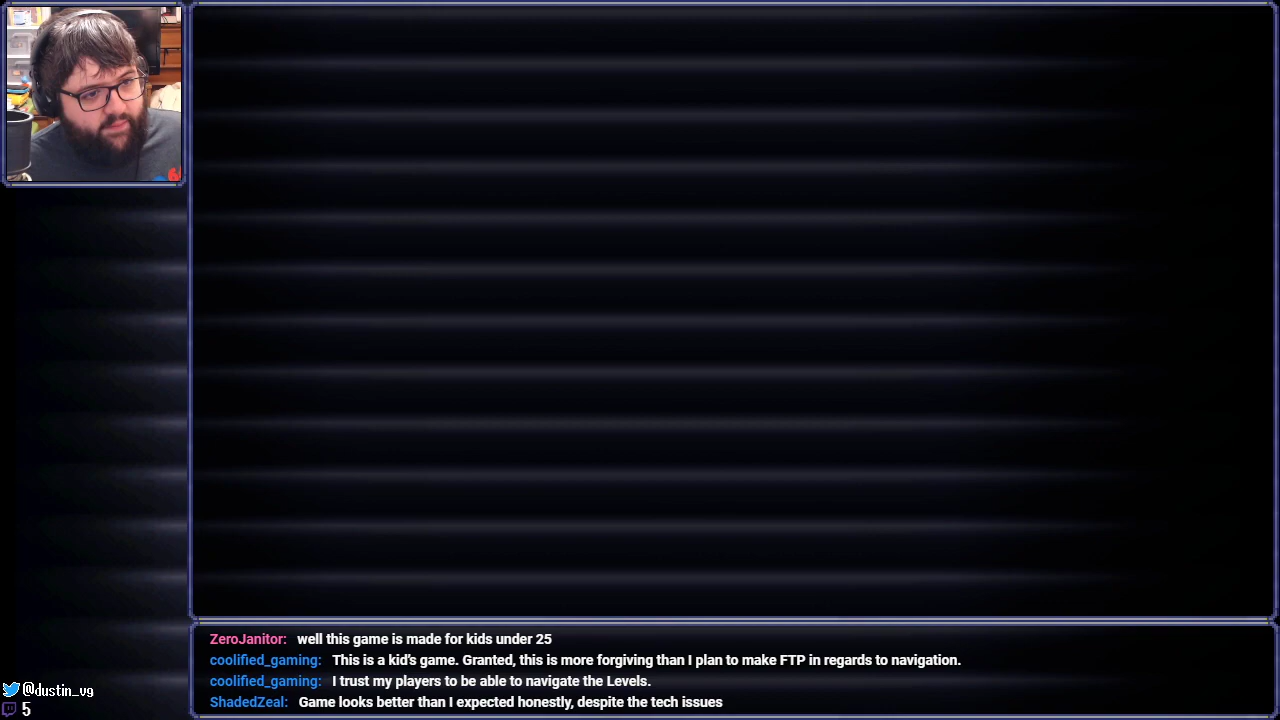 ZeroJanitor: well this game is made for kids under 25
coolified_gaming: This is a kid's game. Granted, this is more forgiving than I plan to make FTP in regards to navigation.
coolified_gaming: I trust my players to be able to navigate the Levels.
ShadedZeal: Game looks better than I expected honestly, despite the tech issues
@dustin_vg
5